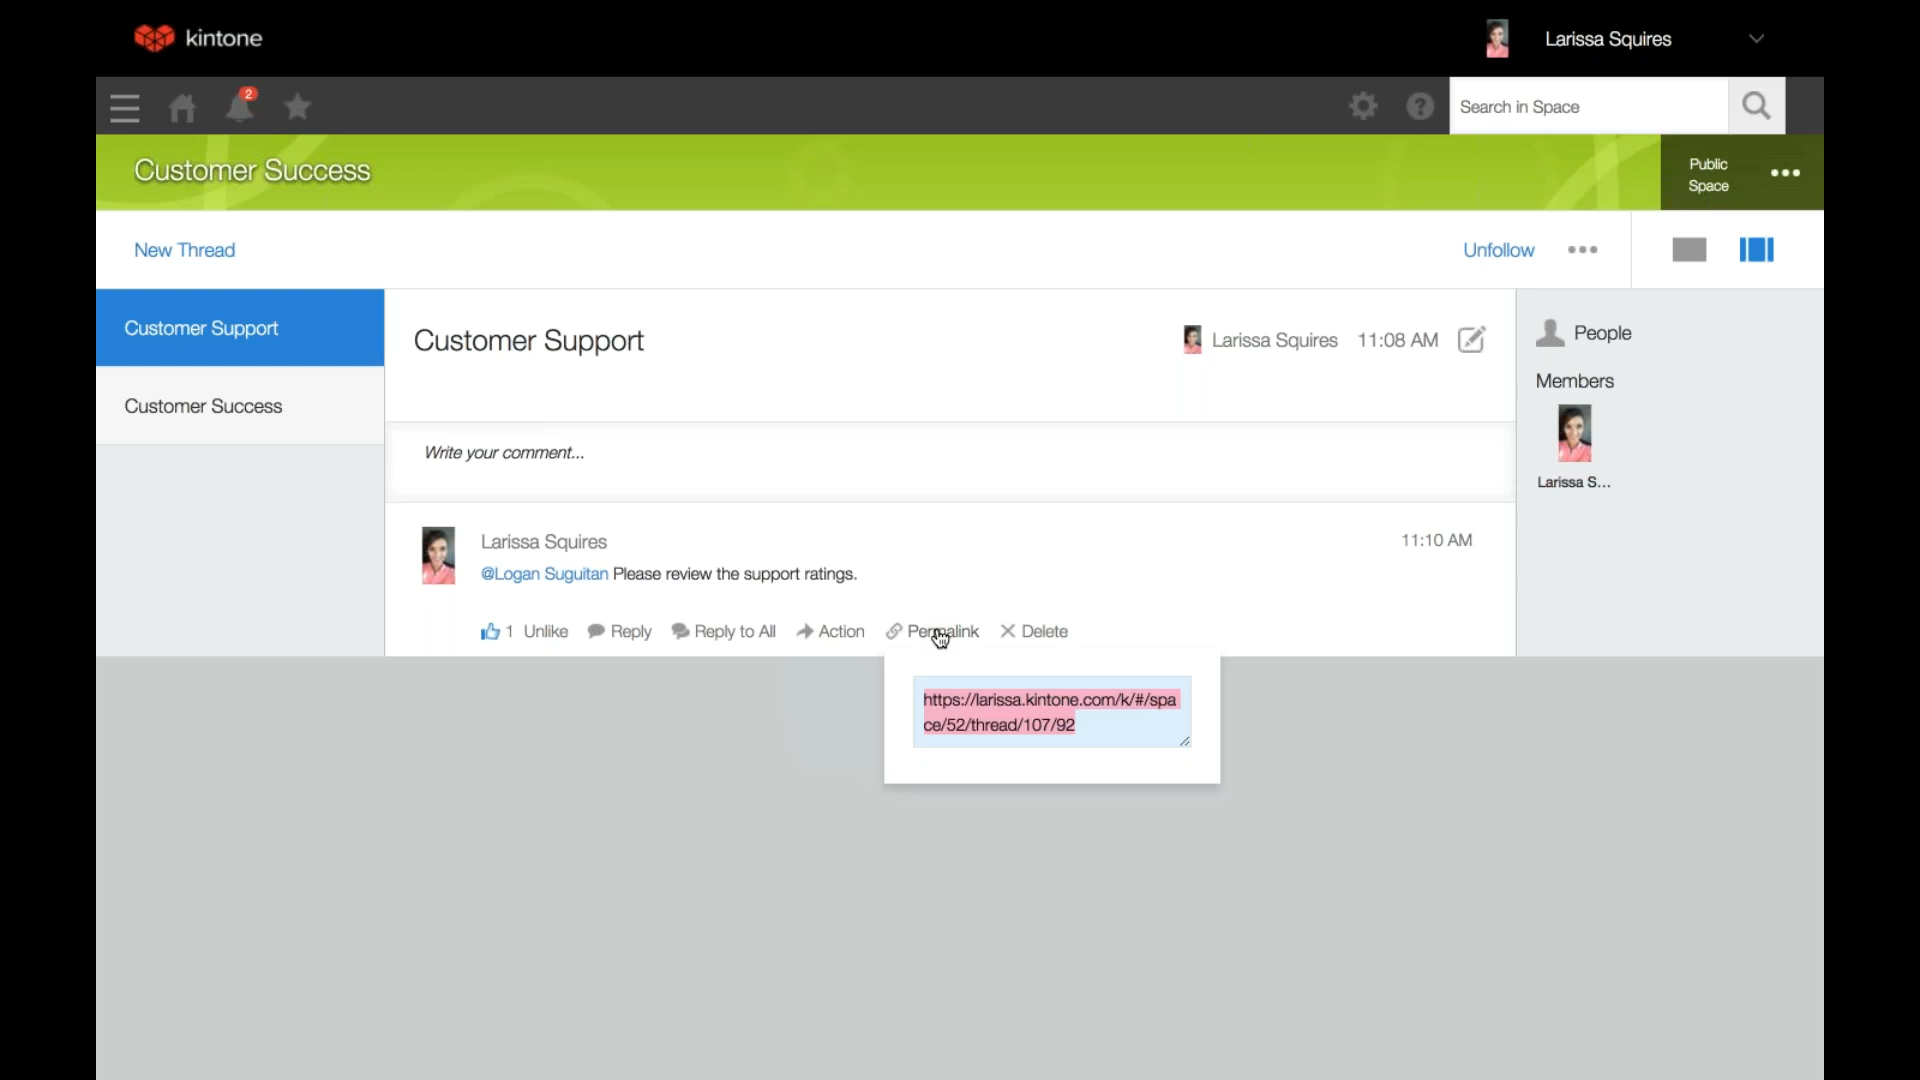 kintone
Larissa Squires
2
Search in Space
Customer Success
Public
Space
New Thread
Unfollow
Customer Support
Customer Success
Customer Support
Larissa Squires 11:08 AM
People
Members
Larissa S...
Write your comment...
Larissa Squires
11:10 AM
@Logan Suguitan Please review the support ratings.
1 Unlike Reply Reply to All Action Permalink Delete
https://larissa.kintone.com/k/#/spa
ce/52/thread/107/92